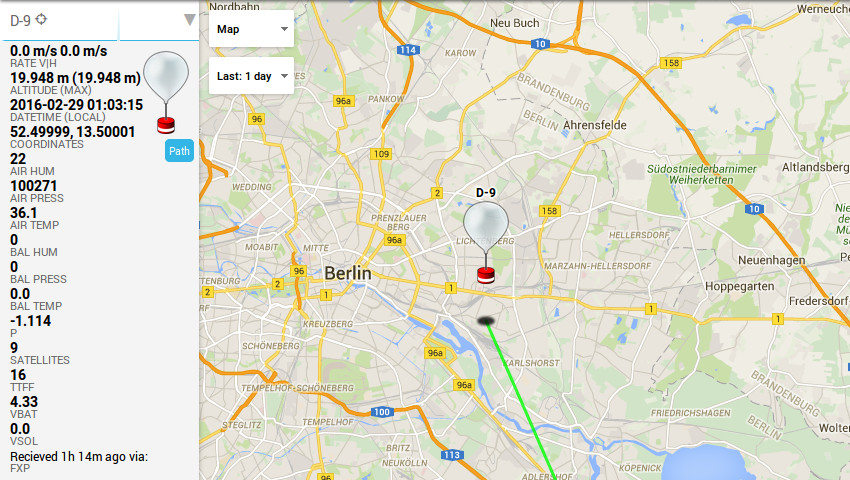 D-9
0.0 m/s 0.0 m/s
RATE V|H
19.948 m (19.948 m)
ALTITUDE (MAX)
2016-02-29 01:03:15
DATETIME (LOCAL)
52.49999, 13.50001
COORDINATES
Path
22
AIR HUM
100271
AIR PRESS
36.1
AIR TEMP
0
BAL HUM
0
BAL PRESS
0.0
BAL TEMP
-1.114
P
9
SATELLITES
16
TTFF
4.33
VBAT
0.0
VSOL
Recieved 1h 14m ago via:
FXP
Map
Last: 1 day
Nordbahn
Neu Buch
Werneuche
114
10
KAROW
158
BRANDENBURG
BERLIN
PANKOW
96a
96
Ahrensfelde
109
Südostniederbarnimer
Weiherketten
Altlandsberg
WEDDING
2
D-9
158
10
PRENZLAUER
BERG
96a
LICHTENBERG
HELLERSDORF
MOABIT
MITTE
Berlin
96
MARZAHN-HELLERSDORF
Neuenhagen
Hoppegarten
Fredersdorf
2
2
1
1
1
1
KREUZBERG
SCHÖNEBERG
96a
KARLSHORST
TEMPELHOF-SCHÖNEBERG
96a
100
TEMPELHOF
STEGLITZ
FRIEDRICHSHAGEN
BRANDENBURG
BERLIN
BRITZ
NEUKÖLLN
113
KÖPENICK
ADLERSHOF
96